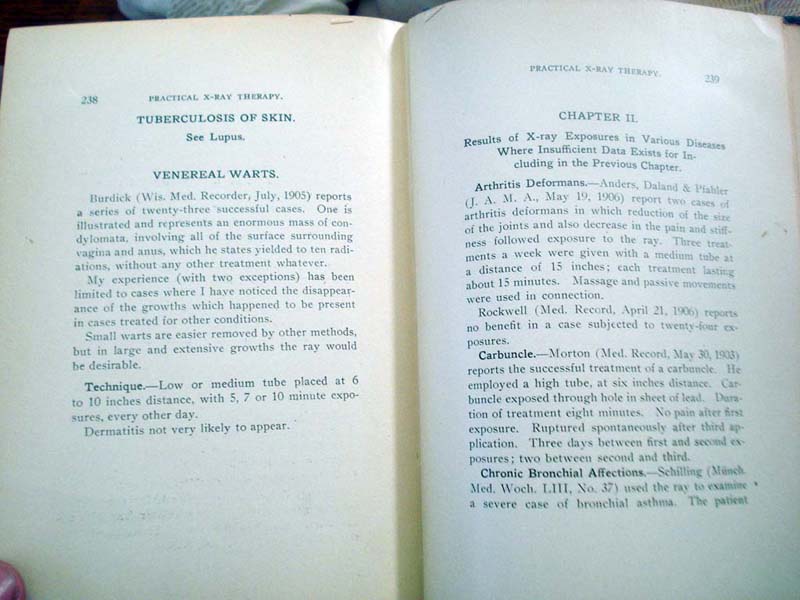 238 PRACTICAL X-RAY THERAPY.
TUBERCULOSIS OF SKIN.
See Lupus.
VENEREAL WARTS.
Burdick (Wis. Med. Recorder, July, 1905) reports
a series of twenty-three successful cases. One is
illustrated and represents an enormous mass of con-
dylomata, involving all of the surface surrounding
vagina and anus, which he states yielded to ten radi-
ations, without any other treatment whatever.
My experience (with two exceptions) has been
limited to cases where I have noticed the disappear-
ance of the growths which happened to be present
in cases treated for other conditions.
Small warts are easier removed by other methods,
but in large and extensive growths the ray would
be desirable.
Technique.—Low or medium tube placed at 6
to 10 inches distance, with 5, 7 or 10 minute expo-
sures, every other day.
Dermatitis not very likely to appear.
PRACTICAL X-RAY THERAPY. 239
CHAPTER II.
Results of X-ray Exposures in Various Diseases
Where Insufficient Data Exists for In-
cluding in the Previous Chapter.
Arthritis Deformans.—Anders, Daland & Pfahler
(J. A. M. A., May 19, 1906) report two cases of
arthritis deformans in which reduction of the size
of the joints and also decrease in the pain and stiff-
ness followed exposure to the ray. Three treat-
ments a week were given with a medium tube at
a distance of 15 inches; each treatment lasting
about 15 minutes. Massage and passive movements
were used in connection.
Rockwell (Med. Record, April 21, 1906) reports
no benefit in a case subjected to twenty-four ex-
posures.
Carbuncle.—Morton (Med. Record, May 30, 1903)
reports the successful treatment of a carbuncle. He
employed a high tube, at six inches distance. Car-
buncle exposed through hole in sheet of lead. Dura-
tion of treatment eight minutes. No pain after first
exposure. Ruptured spontaneously after third ap-
plication. Three days between first and second ex-
posures; two between second and third.
Chronic Bronchial Affections.—Schilling (Münch.
Med. Woch. LIII, No. 37) used the ray to examine
a severe case of bronchial asthma. The patient